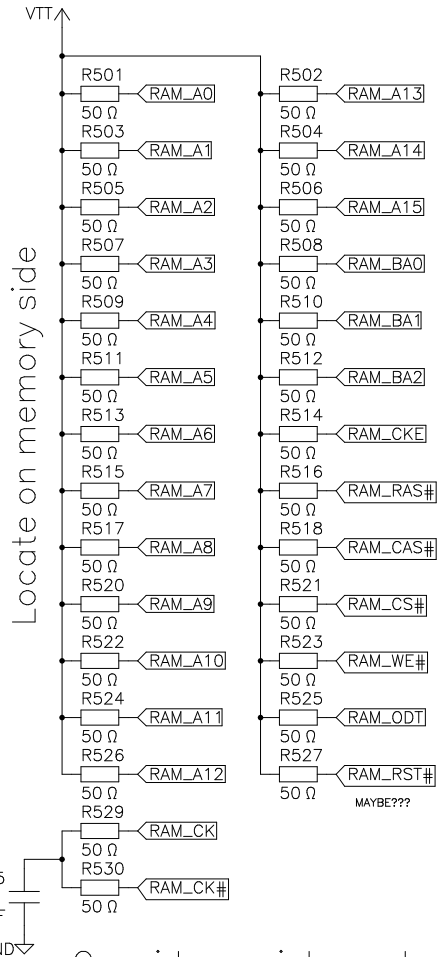 VTT
R501 RAM_A0
50 Ω
R503 RAM_A1
50 Ω
R505 RAM_A2
50 Ω
R507 RAM_A3
50 Ω
R509 RAM_A4
50 Ω
R511 RAM_A5
50 Ω
R513 RAM_A6
50 Ω
R515 RAM_A7
50 Ω
R517 RAM_A8
50 Ω
R520 RAM_A9
50 Ω
R522 RAM_A10
50 Ω
R524 RAM_A11
50 Ω
R526 RAM_A12
50 Ω
R529 RAM_CK
50 Ω
R530 RAM_CK#
50 Ω
R502 RAM_A13
50 Ω
R504 RAM_A14
50 Ω
R506 RAM_A15
50 Ω
R508 RAM_BA0
50 Ω
R510 RAM_BA1
50 Ω
R512 RAM_BA2
50 Ω
R514 RAM_CKE
50 Ω
R516 RAM_RAS#
50 Ω
R518 RAM_CAS#
50 Ω
R521 RAM_CS#
50 Ω
R523 RAM_WE#
50 Ω
R525 RAM_ODT
50 Ω
R527 RAM_RST#
50 Ω
MAYBE???
Locate on memory side